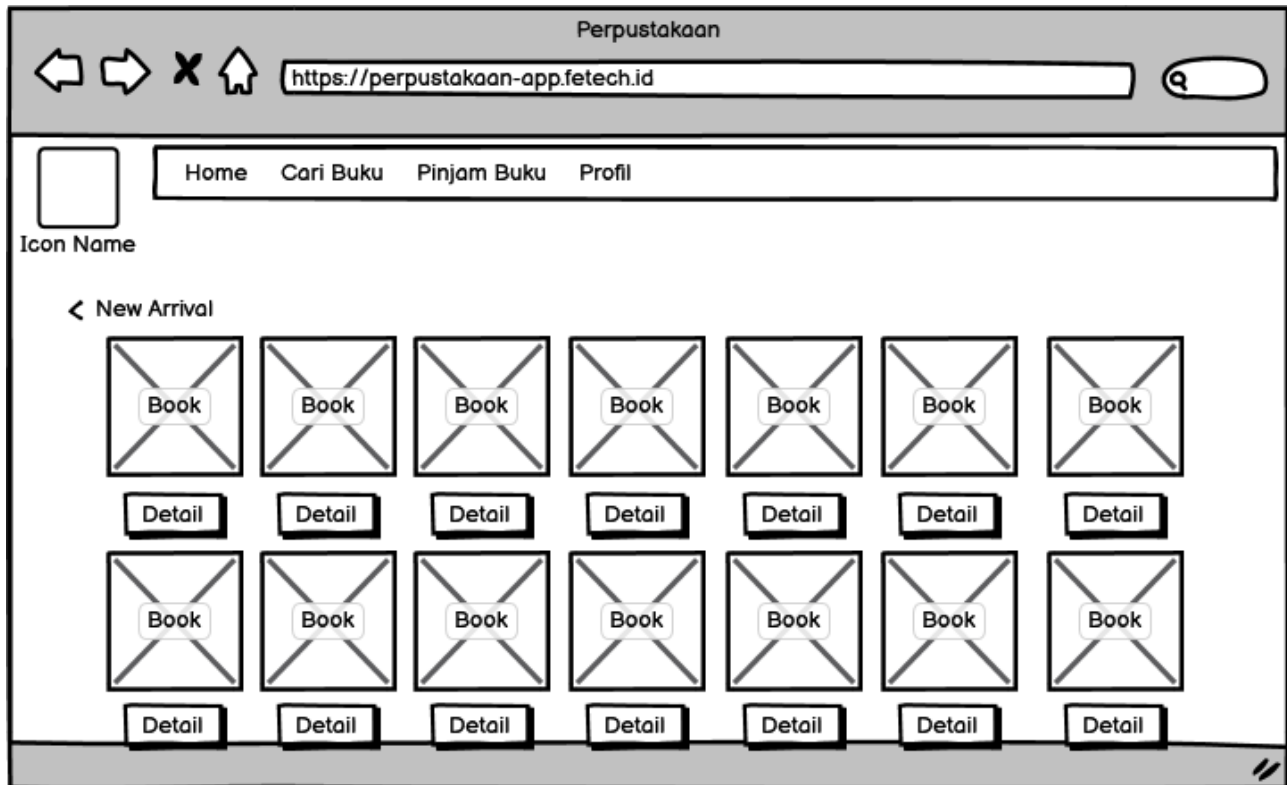 Perpustakaan
https://perpustakaan-app.fetech.id
Home Cari Buku Pinjam Buku Profil
Icon Name
New Arrival
Book Book Book Book Book Book Book
Detail Detail Detail Detail Detail Detail Detail
Book Book Book Book Book Book Book
Detail Detail Detail Detail Detail Detail Detail